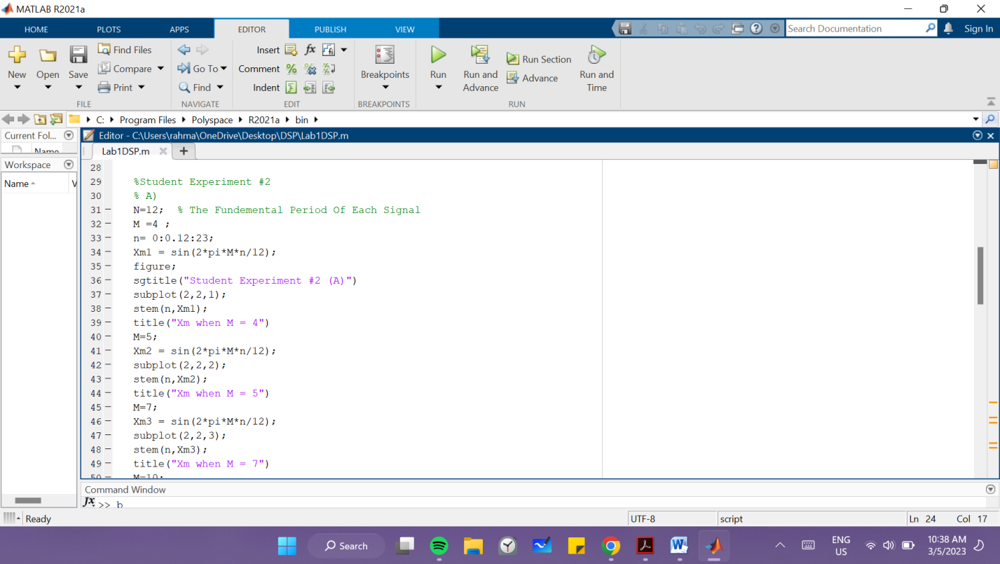 MATLAB R2021a
HOME PLOTS APPS EDITOR PUBLISH VIEW Search Documentation Sign In
New Open Save Find Files Compare Print
Insert fx Comment Indent
Go To Find
Breakpoints Run Run and Advance Run Section Advance Run and Time
FILE NAVIGATE EDIT BREAKPOINTS RUN
C: Program Files Polyspace R2021a bin
Current Fol... Editor - C:\Users\rahma\OneDrive\Desktop\DSP\Lab1DSP.m
Name Lab1DSP.m +
Workspace
Name V
28
29 %Student Experiment #2
30 % A)
31 - N=12; % The Fundemental Period Of Each Signal
32 - M =4 ;
33 - n= 0:0.12:23;
34 - Xm1 = sin(2*pi*M*n/12);
35 - figure;
36 - sgtitle("Student Experiment #2 (A)")
37 - subplot(2,2,1);
38 - stem(n,Xm1);
39 - title("Xm when M = 4")
40 - M=5;
41 - Xm2 = sin(2*pi*M*n/12);
42 - subplot(2,2,2);
43 - stem(n,Xm2);
44 - title("Xm when M = 5")
45 - M=7;
46 - Xm3 = sin(2*pi*M*n/12);
47 - subplot(2,2,3);
48 - stem(n,Xm3);
49 - title("Xm when M = 7")
50 - M=10;
Command Window
fx >> b
Ready UTF-8 script Ln 24 Col 17
Search ENG US 10:38 AM 3/5/2023